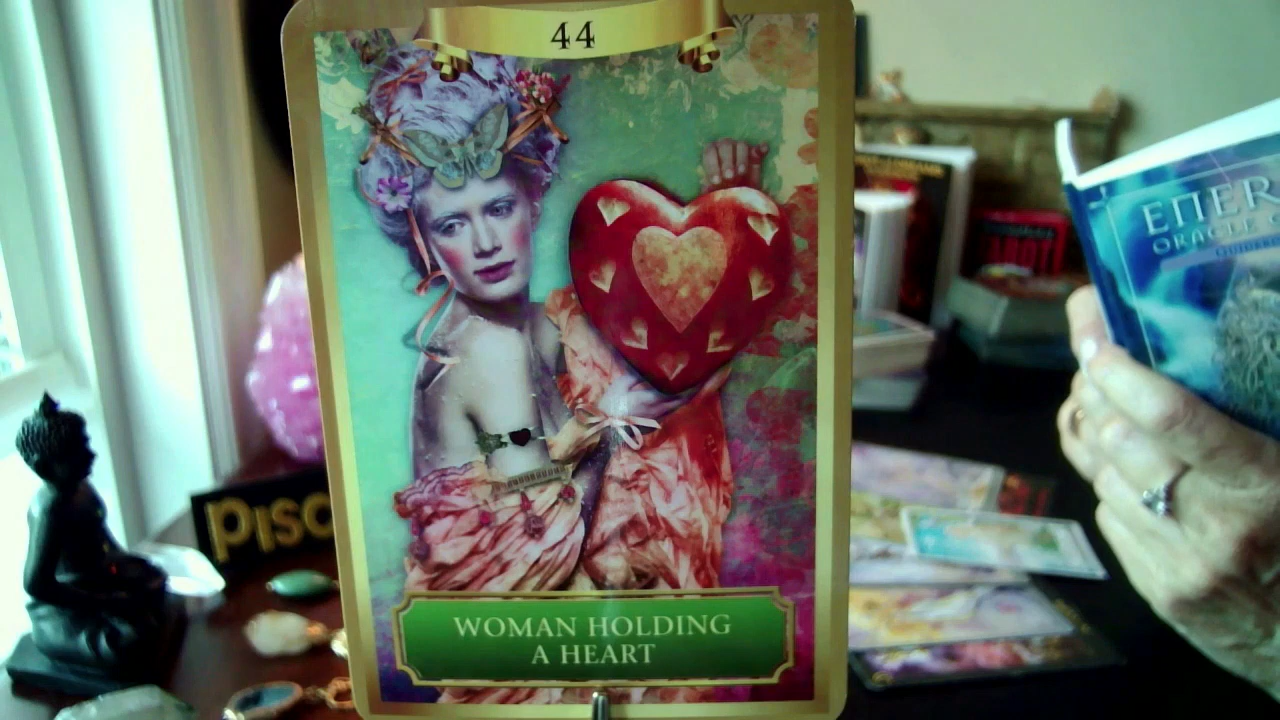 44
WOMAN HOLDING
A HEART
PISC
ENER
ORACLE